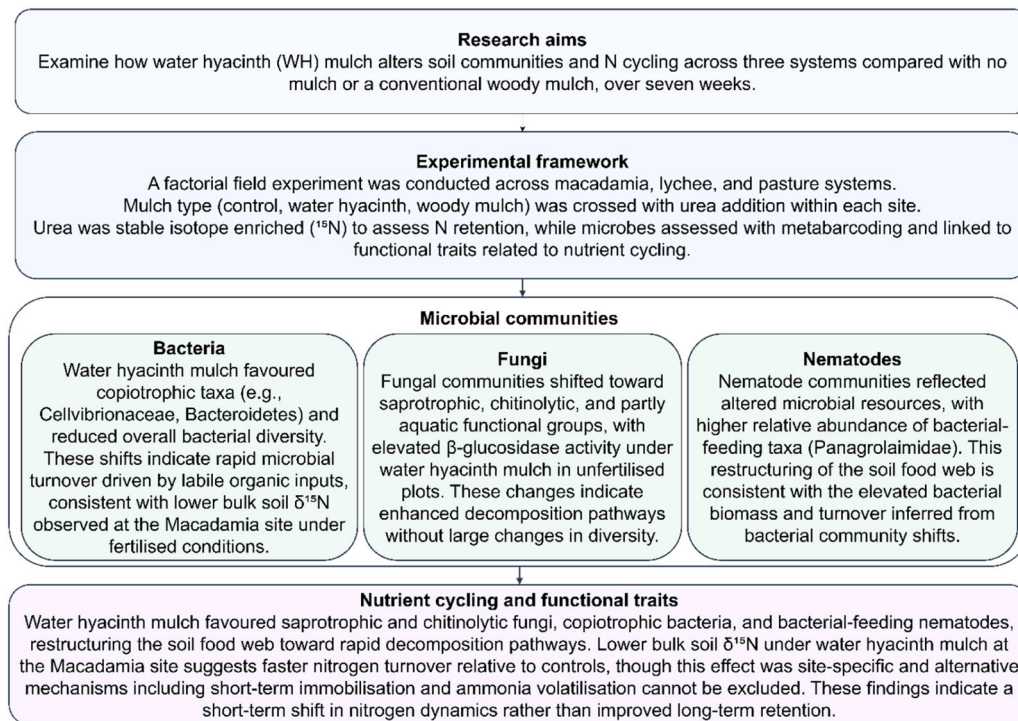 Research aims
Examine how water hyacinth (WH) mulch alters soil communities and N cycling across three systems compared with no
mulch or a conventional woody mulch, over seven weeks.
Experimental framework
A factorial field experiment was conducted across macadamia, lychee, and pasture systems.
Mulch type (control, water hyacinth, woody mulch) was crossed with urea addition within each site.
Urea was stable isotope enriched (¹⁵N) to assess N retention, while microbes assessed with metabarcoding and linked to
functional traits related to nutrient cycling.
Microbial communities
Bacteria
Water hyacinth mulch favoured
copiotrophic taxa (e.g.,
Cellvibrionaceae, Bacteroidetes) and
reduced overall bacterial diversity.
These shifts indicate rapid microbial
turnover driven by labile organic inputs,
consistent with lower bulk soil δ¹⁵N
observed at the Macadamia site under
fertilised conditions.
Fungi
Fungal communities shifted toward
saprotrophic, chitinolytic, and partly
aquatic functional groups, with
elevated β-glucosidase activity under
water hyacinth mulch in unfertilised
plots. These changes indicate
enhanced decomposition pathways
without large changes in diversity.
Nematodes
Nematode communities reflected
altered microbial resources, with
higher relative abundance of bacterial-
feeding taxa (Panagrolaimidae). This
restructuring of the soil food web is
consistent with the elevated bacterial
biomass and turnover inferred from
bacterial community shifts.
Nutrient cycling and functional traits
Water hyacinth mulch favoured saprotrophic and chitinolytic fungi, copiotrophic bacteria, and bacterial-feeding nematodes,
restructuring the soil food web toward rapid decomposition pathways. Lower bulk soil δ¹⁵N under water hyacinth mulch at
the Macadamia site suggests faster nitrogen turnover relative to controls, though this effect was site-specific and alternative
mechanisms including short-term immobilisation and ammonia volatilisation cannot be excluded. These findings indicate a
short-term shift in nitrogen dynamics rather than improved long-term retention.